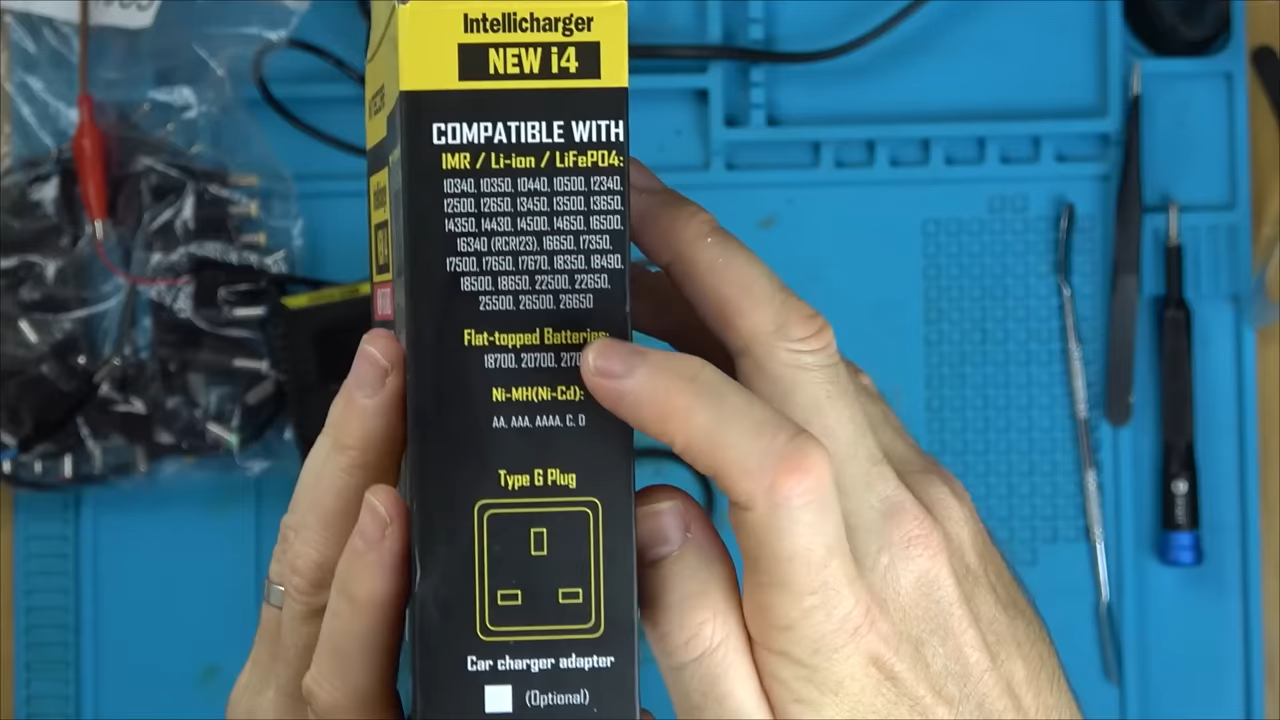 Intellicharger
NEW i4
COMPATIBLE WITH
IMR / Li-ion / LiFePO4:
10340, 10350, 10440, 10500, 12340,
12500, 12650, 13450, 13500, 13650,
14350, 14430, 14500, 14650, 16500,
16340 (RCR123), 16650, 17350,
17500, 17650, 17670, 18350, 18490,
18500, 18650, 22500, 22650,
25500, 26500, 26650
Flat-topped Batteries:
18700, 20700,
Ni-MH(Ni-Cd):
AA, AAA, AAAA, C, D
Type G Plug
Car charger adapter
(Optional)